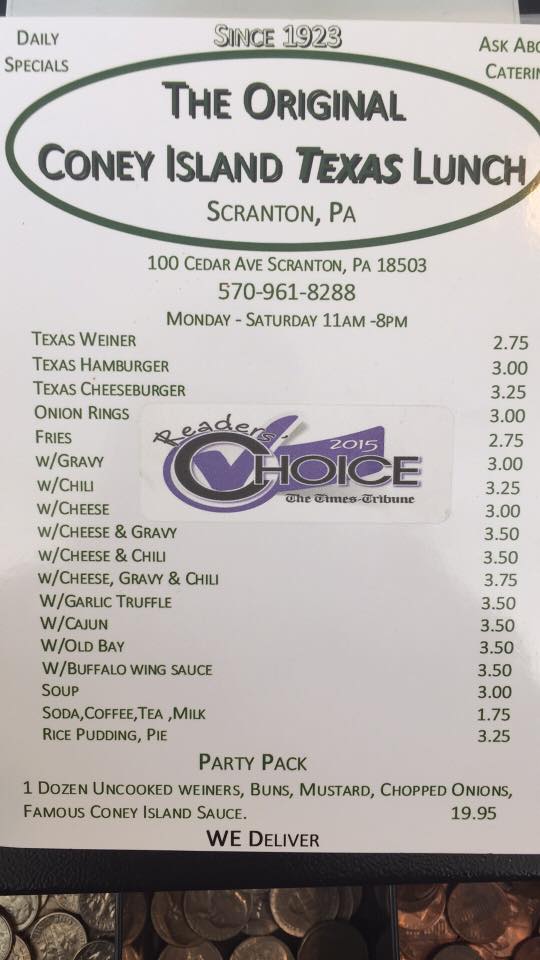 DAILY SPECIALS
SINCE 1923
ASK
THE ORIGINAL
CONEY ISLAND TEXAS LUNCH
SCRANTON, PA
100 CEDAR AVE SCRANTON, PA 18503
570-961-8288
MONDAY - SATURDAY 11AM -8PM
TEXAS WEINER 2.75
TEXAS HAMBURGER 3.00
TEXAS CHEESEBURGER 3.25
ONION RINGS 3.00
FRIES 2.75
W/GRAVY 3.00
W/CHILI 3.25
W/CHEESE 3.00
W/CHEESE & GRAVY 3.50
W/CHEESE & CHILI 3.50
W/CHEESE, GRAVY & CHILI 3.75
W/GARLIC TRUFFLE 3.50
W/CAJUN 3.50
W/OLD BAY 3.50
W/BUFFALO WING SAUCE 3.50
SOUP 3.00
SODA,COFFEE,TEA ,MILK 1.75
RICE PUDDING, PIE 3.25
Readers- CHOICE 2015
The Times-Tribune
PARTY PACK
1 DOZEN UNCOOKED WEINERS, BUNS, MUSTARD, CHOPPED ONIONS,
FAMOUS CONEY ISLAND SAUCE. 19.95
WE DELIVER